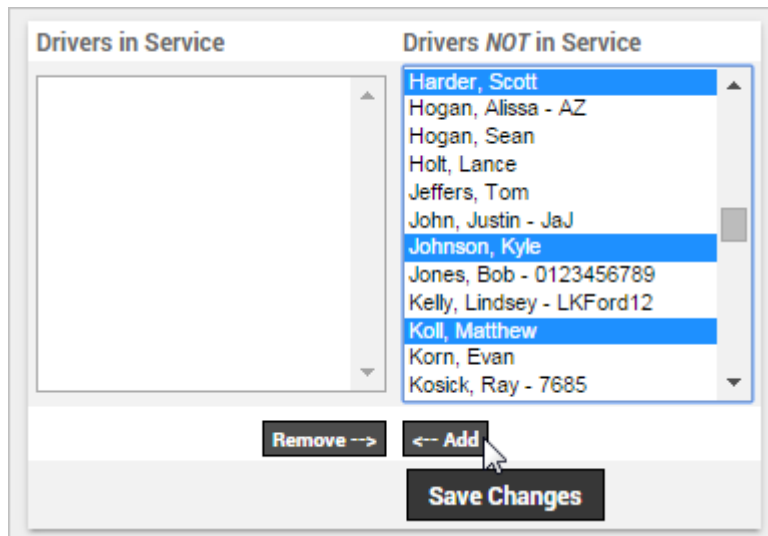 Drivers in Service
Drivers NOT in Service
Harder, Scott
Hogan, Alissa - AZ
Hogan, Sean
Holt, Lance
Jeffers, Tom
John, Justin - JaJ
Johnson, Kyle
Jones, Bob - 0123456789
Kelly, Lindsey - LKFord12
Koll, Matthew
Korn, Evan
Kosick, Ray - 7685
Remove -->
<-- Add
Save Changes